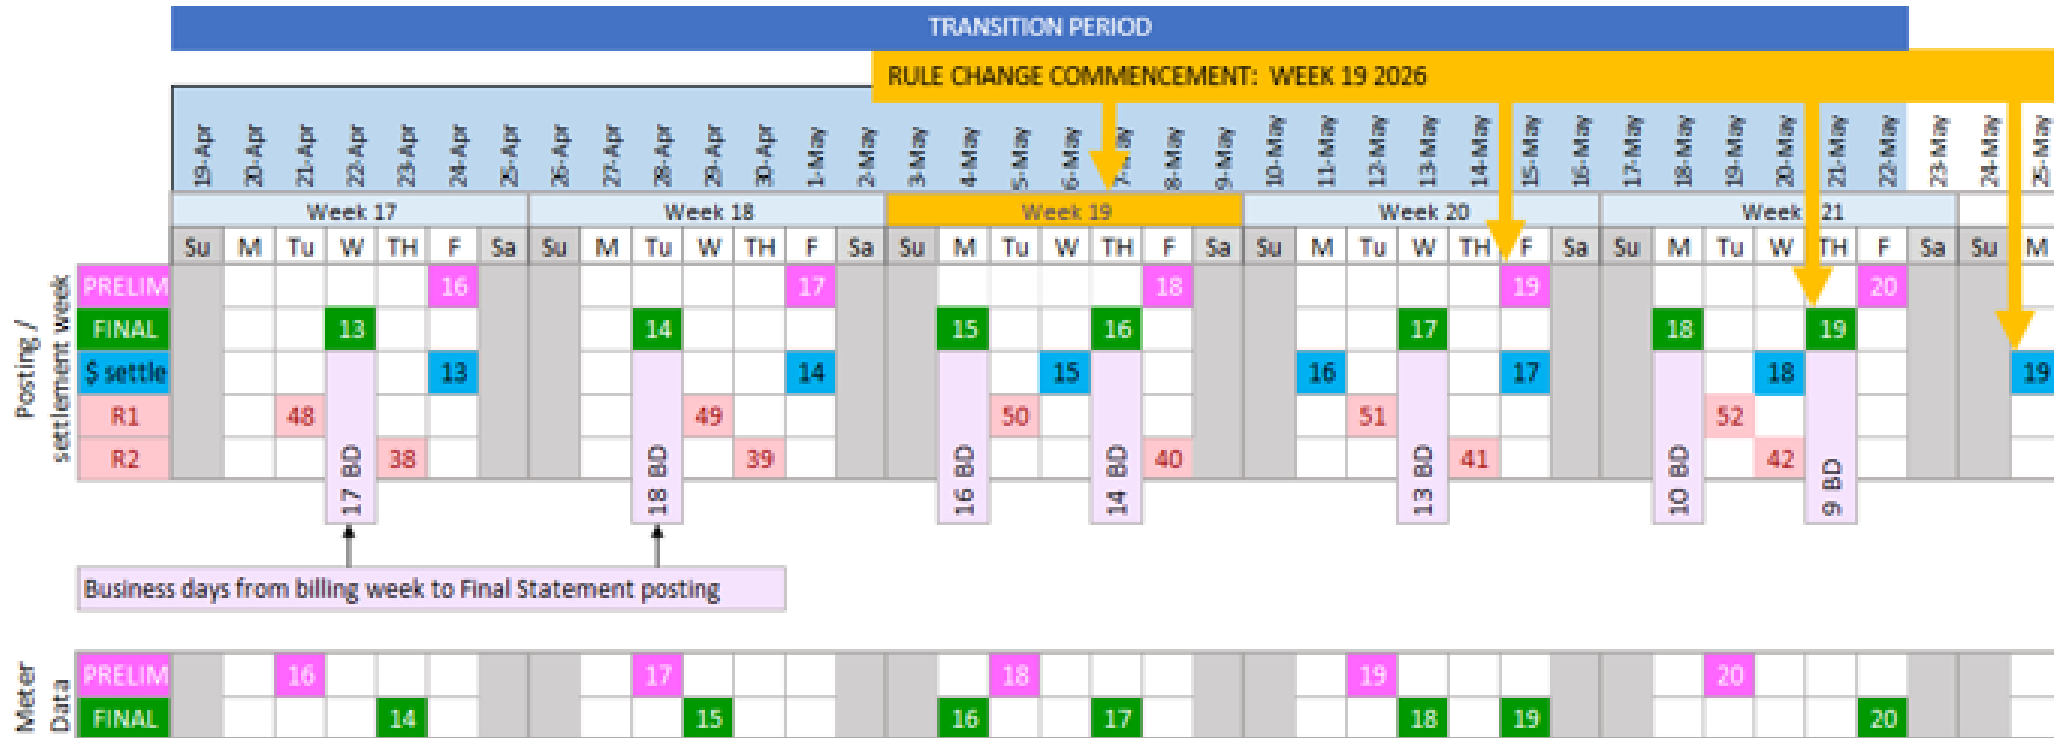 TRANSITION PERIOD
RULE CHANGE COMMENCEMENT: WEEK 19 2026
19-Apr 20-Apr 21-Apr 22-Apr 23-Apr 24-Apr 25-Apr 26-Apr 27-Apr 28-Apr 29-Apr 30-Apr 1-May 2-May 3-May 4-May 5-May 6-May 7-May 8-May 9-May 10-May 11-May 12-May 13-May 14-May 15-May 16-May 17-May 18-May 19-May 20-May 21-May 22-May 23-May 24-May 25-May
Week 17 Week 18 Week 19 Week 20 Week 21
Su M Tu W TH F Sa Su M Tu W TH F Sa Su M Tu W TH F Sa Su M Tu W TH F Sa Su M Tu W TH F Sa Su M
Posting /
settlement week
PRELIM 16 17 18 19 20
FINAL 13 14 15 16 17 18 19
$ settle 13 14 15 16 17 18 19
R1 48 49 50 51 52
R2 38 39 40 41 42
17 BD 18 BD 16 BD 14 BD 13 BD 10 BD 9 BD
Business days from billing week to Final Statement posting
Meter
Data
PRELIM 16 17 18 19 20
FINAL 14 15 16 17 18 19 20